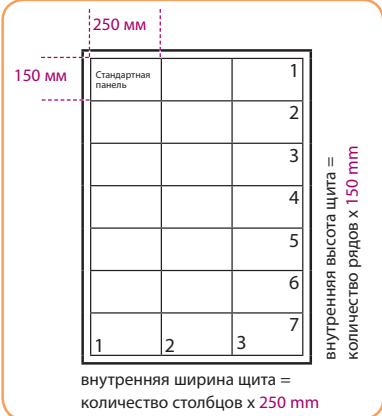 250 мм
150 мм
Стандартная
панель
1
2
3
4
5
6
7
1
2
3
внутренняя высота щита =
количество рядов x 150 mm
внутренняя ширина щита =
количество столбцов x 250 mm